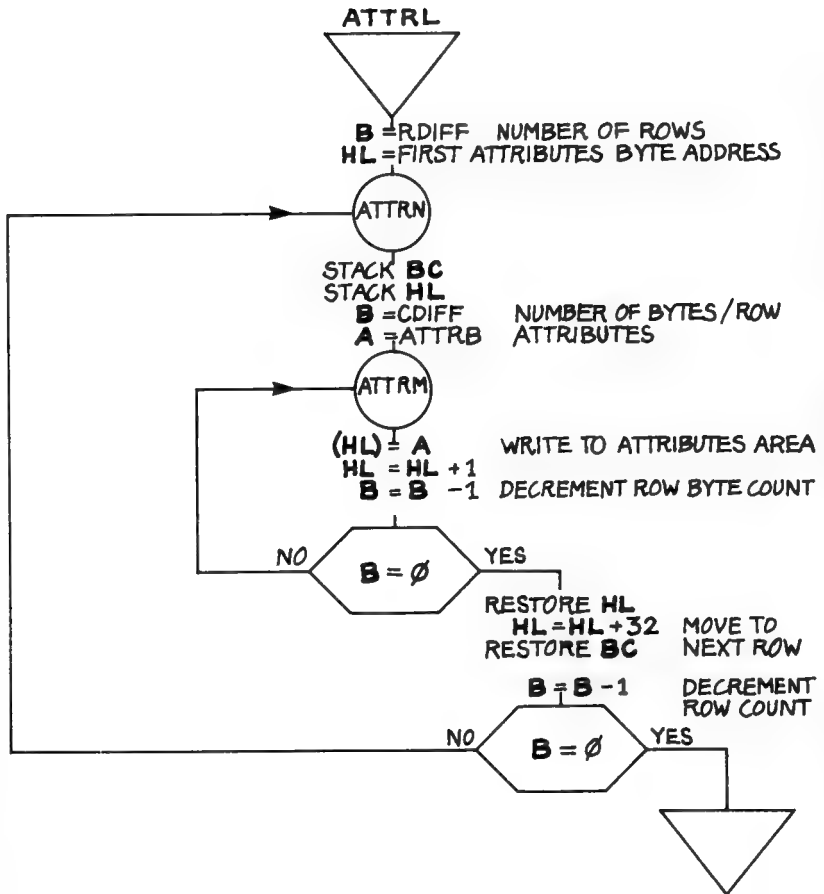 ATTRL
B = RDIFF NUMBER OF ROWS
HL = FIRST ATTRIBUTES BYTE ADDRESS
ATTRN
STACK BC
STACK HL
B = CDIFF NUMBER OF BYTES/ROW
A = ATTRB ATTRIBUTES
ATTRM
(HL) = A WRITE TO ATTRIBUTES AREA
HL = HL +1
B = B -1 DECREMENT ROW BYTE COUNT
NO
B = Ø
YES
RESTORE HL
HL = HL +32 MOVE TO
RESTORE BC NEXT ROW
B = B -1 DECREMENT
ROW COUNT
NO
B = Ø
YES